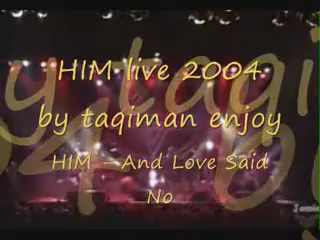 HIM live 2004
by taqiman enjoy
HIM - And Love Said
No